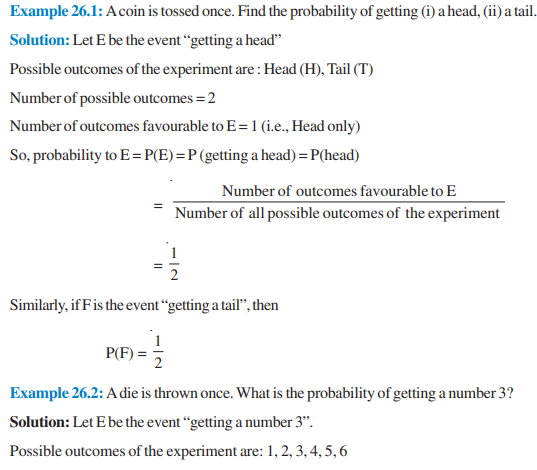 Example 26.1: A coin is tossed once. Find the probability of getting (i) a head, (ii) a tail.
Solution: Let E be the event “getting a head”
Possible outcomes of the experiment are : Head (H), Tail (T)
Number of possible outcomes = 2
Number of outcomes favourable to E = 1 (i.e., Head only)
So, probability to E = P(E) = P (getting a head) = P(head)
= Number of outcomes favourable to E / Number of all possible outcomes of the experiment
= 1/2
Similarly, if F is the event “getting a tail”, then
P(F) = 1/2
Example 26.2: A die is thrown once. What is the probability of getting a number 3?
Solution: Let E be the event “getting a number 3”.
Possible outcomes of the experiment are: 1, 2, 3, 4, 5, 6